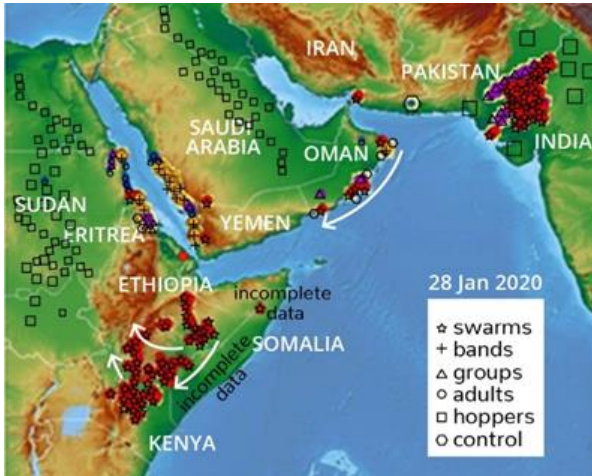 IRAN
PAKISTAN
SAUDI
ARABIA
OMAN
INDIA
SUDAN
YEMEN
ERITREA
ETHIOPIA
incomplete
data
SOMALIA
incomplete
data
KENYA
28 Jan 2020
swarms
bands
groups
adults
hoppers
control